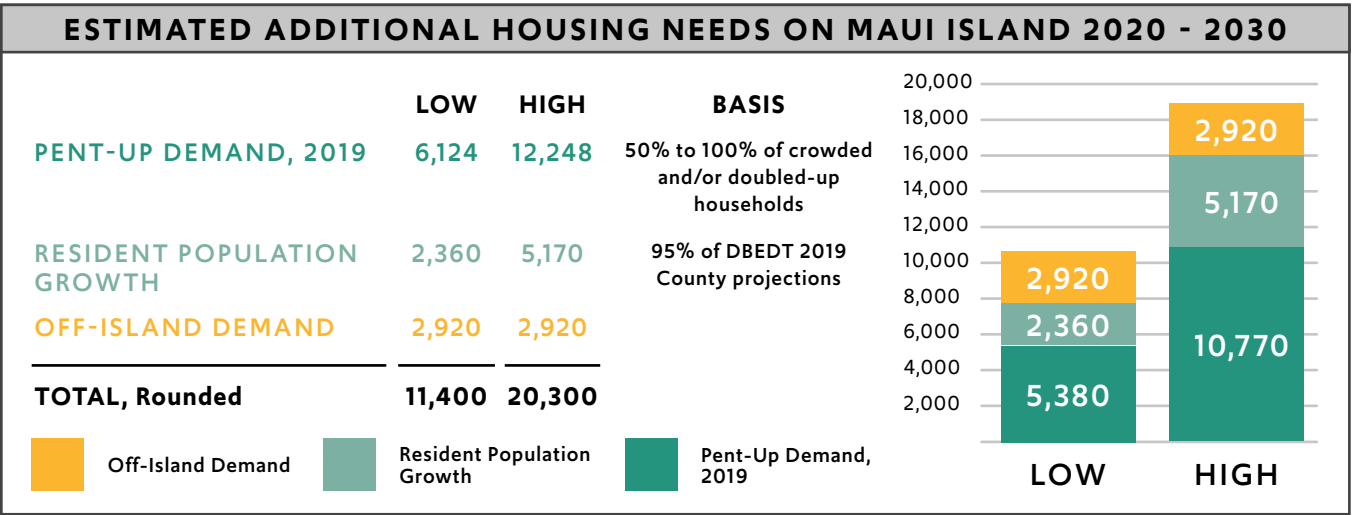 ESTIMATED ADDITIONAL HOUSING NEEDS ON MAUI ISLAND 2020 - 2030
LOW HIGH BASIS
PENT-UP DEMAND, 2019 6,124 12,248 50% to 100% of crowded
and/or doubled-up
households
RESIDENT POPULATION 2,360 5,170 95% of DBEDT 2019
GROWTH County projections
OFF-ISLAND DEMAND 2,920 2,920
TOTAL, Rounded 11,400 20,300
Off-Island Demand
Resident Population
Growth
Pent-Up Demand,
2019
20,000
18,000
16,000
14,000
12,000
10,000
8,000
6,000
4,000
2,000
2,920
2,360
5,380
2,920
5,170
10,770
LOW HIGH